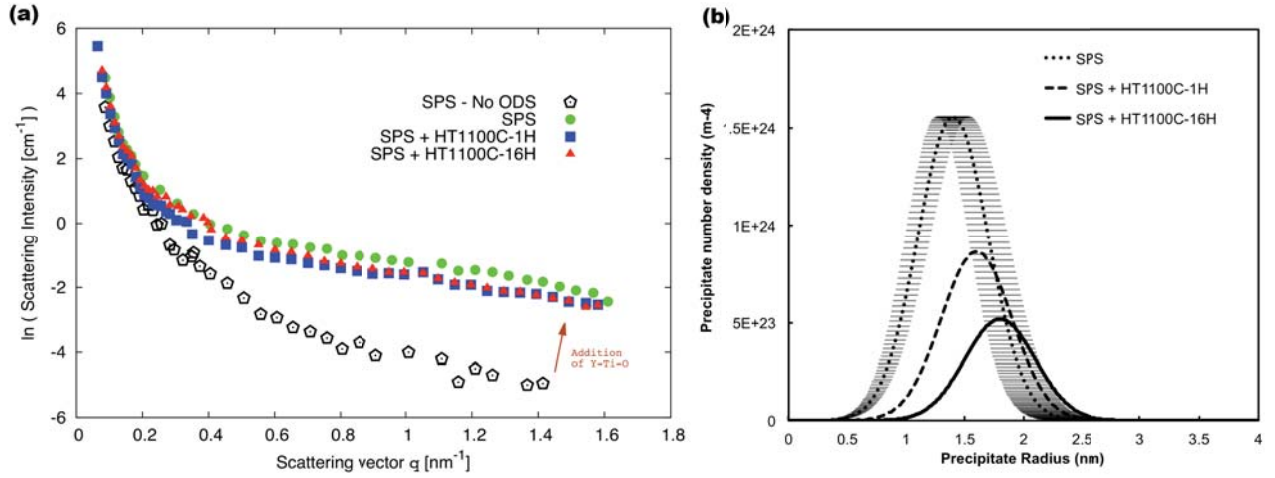 (a)
6
4
2
0
-2
-4
-6
ln ( Scattering Intensity [cm-1] )
SPS - No ODS
SPS
SPS + HT1100C-1H
SPS + HT1100C-16H
Addition
of Y-Ti-O
0 0.2 0.4 0.6 0.8 1 1.2 1.4 1.6 1.8
Scattering vector q [nm-1]
(b)
2E+24
1.5E+24
1E+24
5E+23
0
Precipitate number density (m-4)
SPS
SPS + HT1100C-1H
SPS + HT1100C-16H
0 0.5 1 1.5 2 2.5 3 3.5 4
Precipitate Radius (nm)